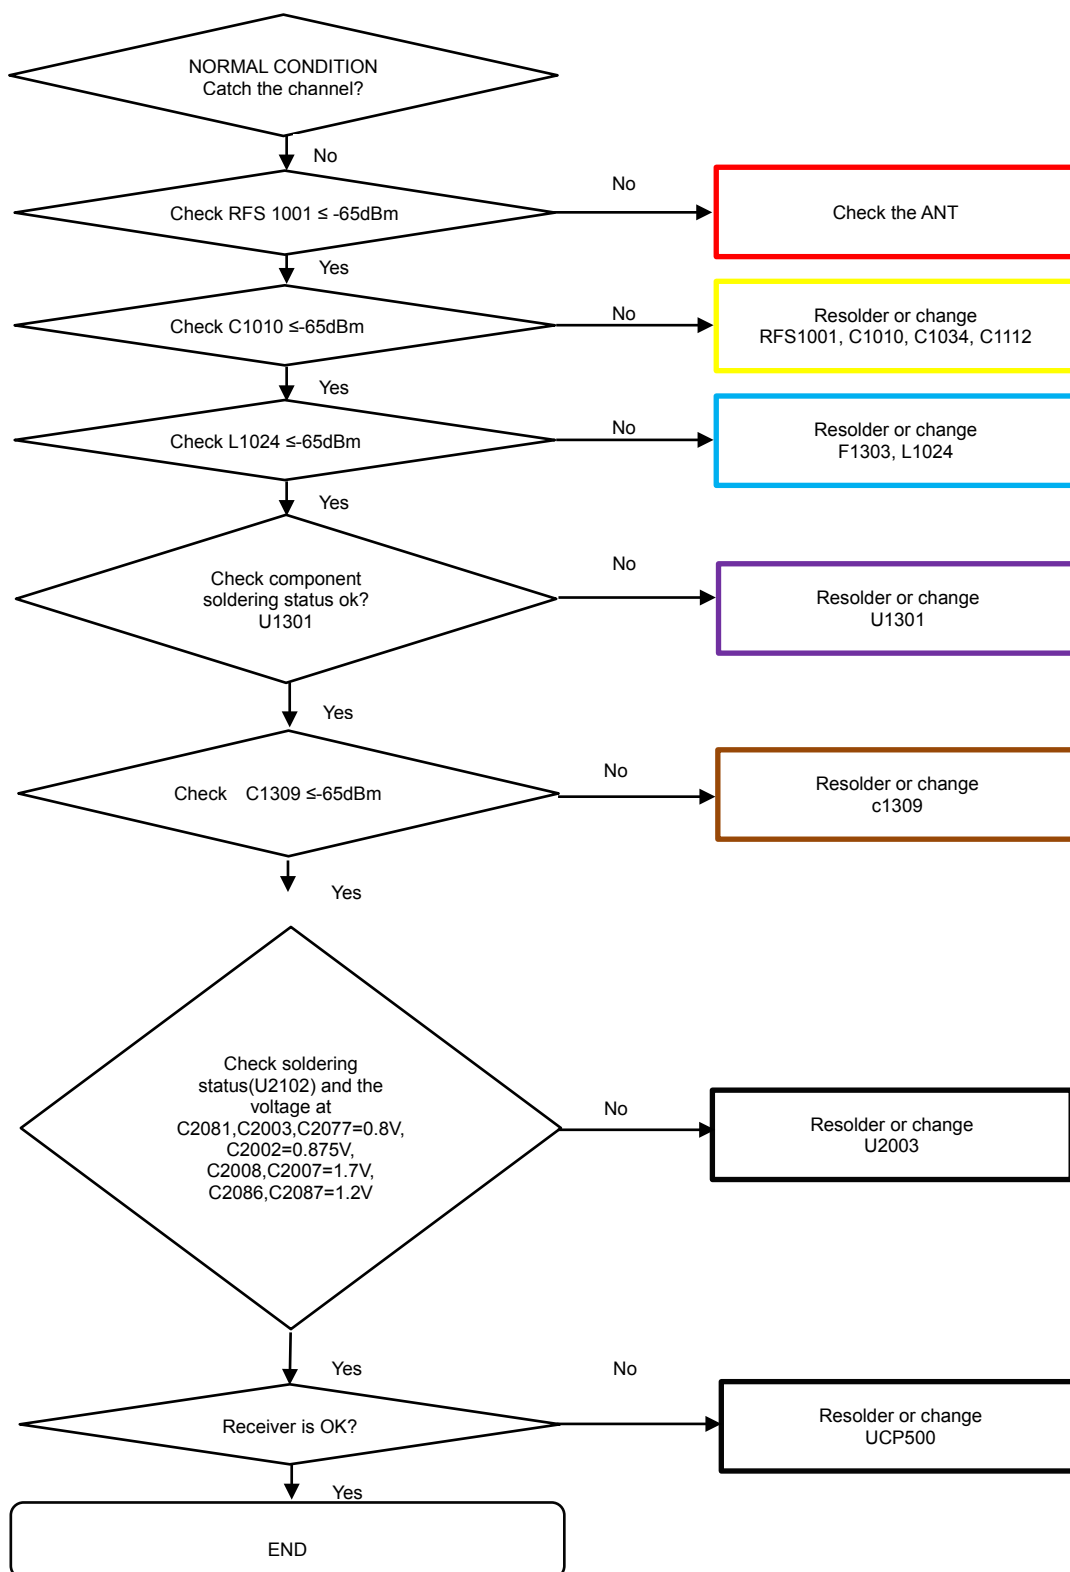 NORMAL CONDITION
Catch the channel?
No
Check RFS 1001 ≤ -65dBm
No
Check the ANT
Yes
Check C1010 ≤-65dBm
No
Resolder or change
RFS1001, C1010, C1034, C1112
Yes
Check L1024 ≤-65dBm
No
Resolder or change
F1303, L1024
Yes
Check component
soldering status ok?
U1301
No
Resolder or change
U1301
Yes
Check C1309 ≤-65dBm
No
Resolder or change
c1309
Yes
Check soldering
status(U2102) and the
voltage at
C2081,C2003,C2077=0.8V,
C2002=0.875V,
C2008,C2007=1.7V,
C2086,C2087=1.2V
No
Resolder or change
U2003
Yes
Receiver is OK?
No
Resolder or change
UCP500
Yes
END